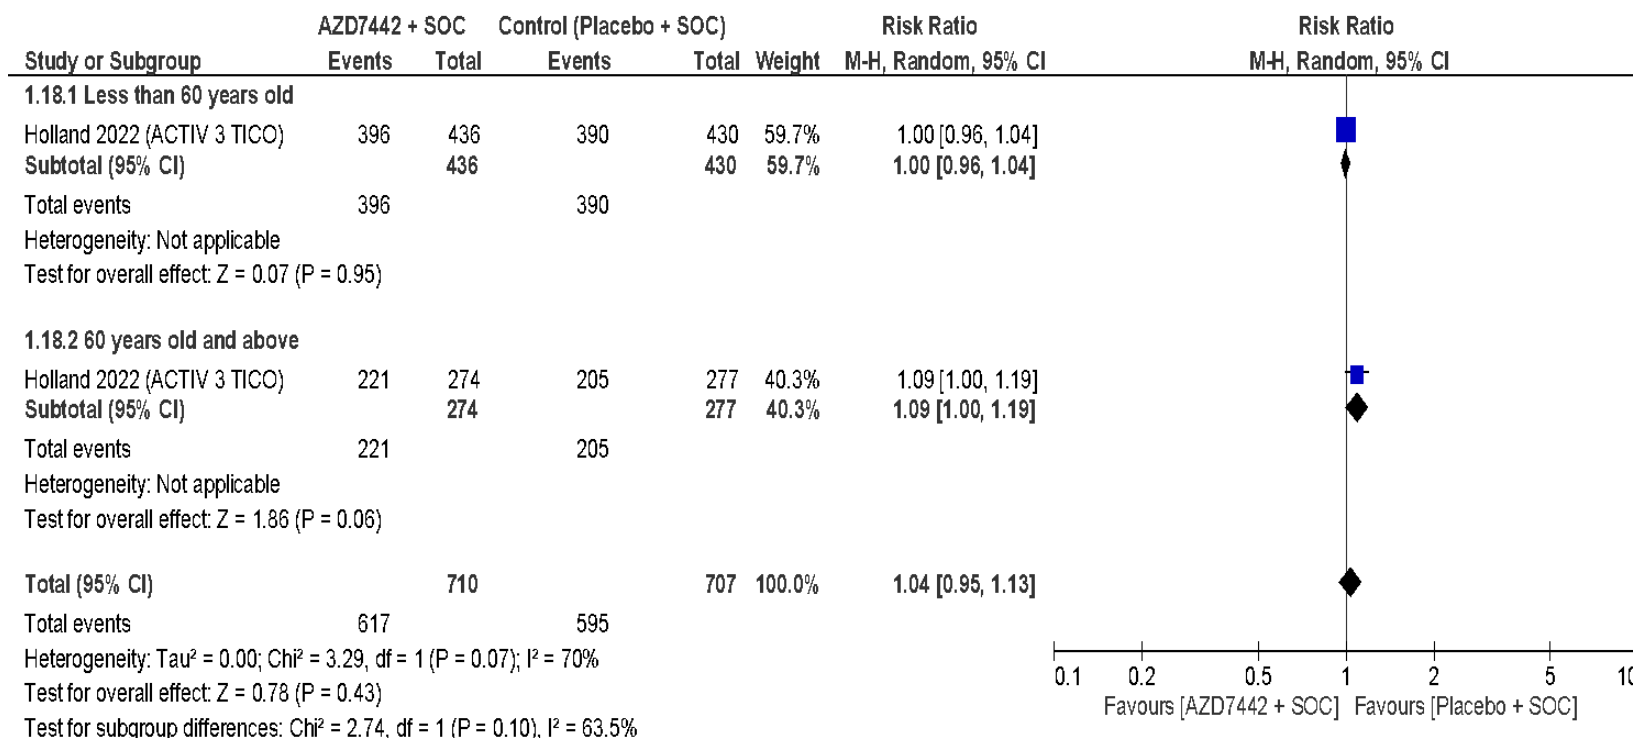 AZD7442 + SOC Control (Placebo + SOC) Risk Ratio Risk Ratio
Study or Subgroup Events Total Events Total Weight M-H, Random, 95% CI M-H, Random, 95% CI
1.18.1 Less than 60 years old
Holland 2022 (ACTIV 3 TICO) 396 436 390 430 59.7% 1.00 [0.96, 1.04]
Subtotal (95% CI) 436 430 59.7% 1.00 [0.96, 1.04]
Total events 396 390
Heterogeneity: Not applicable
Test for overall effect: Z = 0.07 (P = 0.95)
1.18.2 60 years old and above
Holland 2022 (ACTIV 3 TICO) 221 274 205 277 40.3% 1.09 [1.00, 1.19]
Subtotal (95% CI) 274 277 40.3% 1.09 [1.00, 1.19]
Total events 221 205
Heterogeneity: Not applicable
Test for overall effect: Z = 1.86 (P = 0.06)
Total (95% CI) 710 707 100.0% 1.04 [0.95, 1.13]
Total events 617 595
Heterogeneity: Tau² = 0.00; Chi² = 3.29, df = 1 (P = 0.07); I² = 70%
Test for overall effect: Z = 0.78 (P = 0.43)
Test for subgroup differences: Chi² = 2.74, df = 1 (P = 0.10), I² = 63.5%
0.1 0.2 0.5 1 2 5 10
Favours [AZD7442 + SOC] Favours [Placebo + SOC]